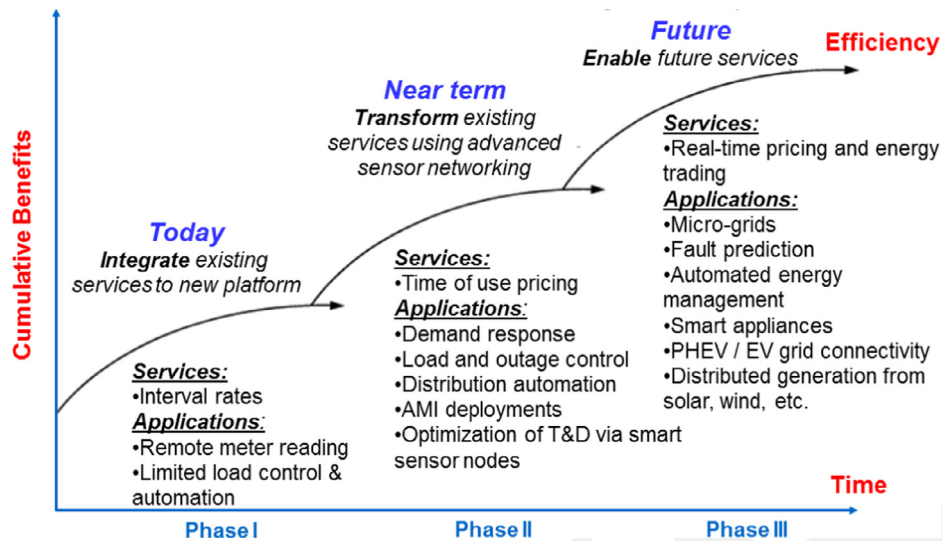 Cumulative Benefits
Today
Integrate existing
services to new platform
Services:
•Interval rates
Applications:
•Remote meter reading
•Limited load control &
automation
Phase I
Near term
Transform existing
services using advanced
sensor networking
Services:
•Time of use pricing
Applications:
•Demand response
•Load and outage control
•Distribution automation
•AMI deployments
•Optimization of T&D via smart
sensor nodes
Phase II
Future
Enable future services
Efficiency
Services:
•Real-time pricing and energy
trading
Applications:
•Micro-grids
•Fault prediction
•Automated energy
management
•Smart appliances
•PHEV / EV grid connectivity
•Distributed generation from
solar, wind, etc.
Time
Phase III